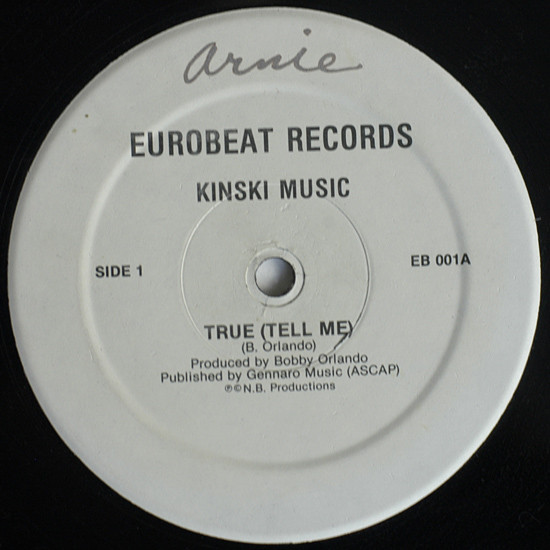 arnie
EUROBEAT RECORDS
KINSKI MUSIC
SIDE 1
EB 001A
TRUE (TELL ME)
(B. Orlando)
Produced by Bobby Orlando
Published by Gennaro Music (ASCAP)
℗©N.B. Productions